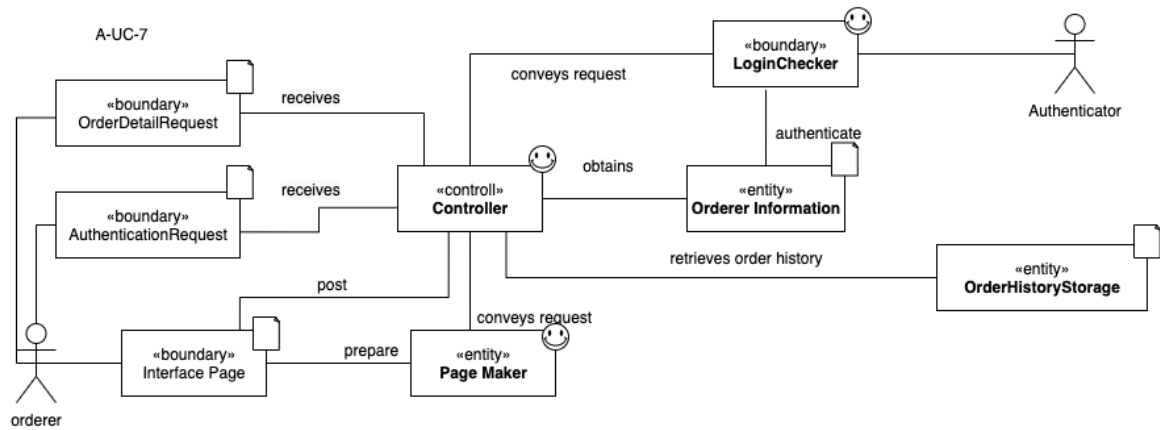 A-UC-7
«boundary»
LoginChecker
conveys request
Authenticator
«boundary»
OrderDetailRequest
receives
authenticate
«controll»
Controller
obtains
«entity»
Orderer Information
«boundary»
AuthenticationRequest
receives
retrieves order history
«entity»
OrderHistoryStorage
post
conveys request
«boundary»
Interface Page
prepare
«entity»
Page Maker
orderer